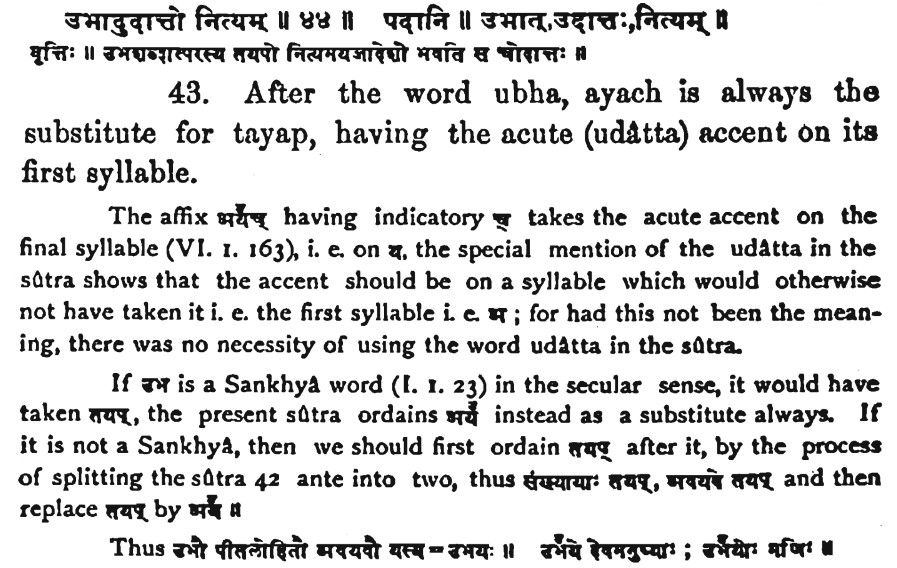 उभादुदात्तो नित्यम् ॥ ४४ ॥ पदानि ॥ उभात्, उदात्तः, नित्यम् ॥
वृत्तिः ॥ उभशब्दात्परस्य तयपो नित्यमयजादेशो भवति स चोदात्तः ॥
43. After the word ubha, ayach is always the
substitute for tayap, having the acute (udâtta) accent on its
first syllable.
The affix अयच् having indicatory च् takes the acute accent on the
final syllable (VI. 1. 163), i. e. on य, the special mention of the udâtta in the
sûtra shows that the accent should be on a syllable which would otherwise
not have taken it i. e. the first syllable i. e. अ ; for had this not been the mean-
ing, there was no necessity of using the word udâtta in the sûtra.
If उभ is a Sankhyâ word (I. 1. 23) in the secular sense, it would have
taken तयप्, the present sûtra ordains अय instead as a substitute always. If
it is not a Sankhyâ, then we should first ordain तयप् after it, by the process
of splitting the sûtra 42 ante into two, thus संख्यायाः तयप्, अवयवे तयप् and then
replace तयप् by अय ॥
Thus उभौ पीतलोहितौ अवयवौ यस्य = उभयः ॥ उभये देवमनुष्याः ; उभयो मणिः ॥